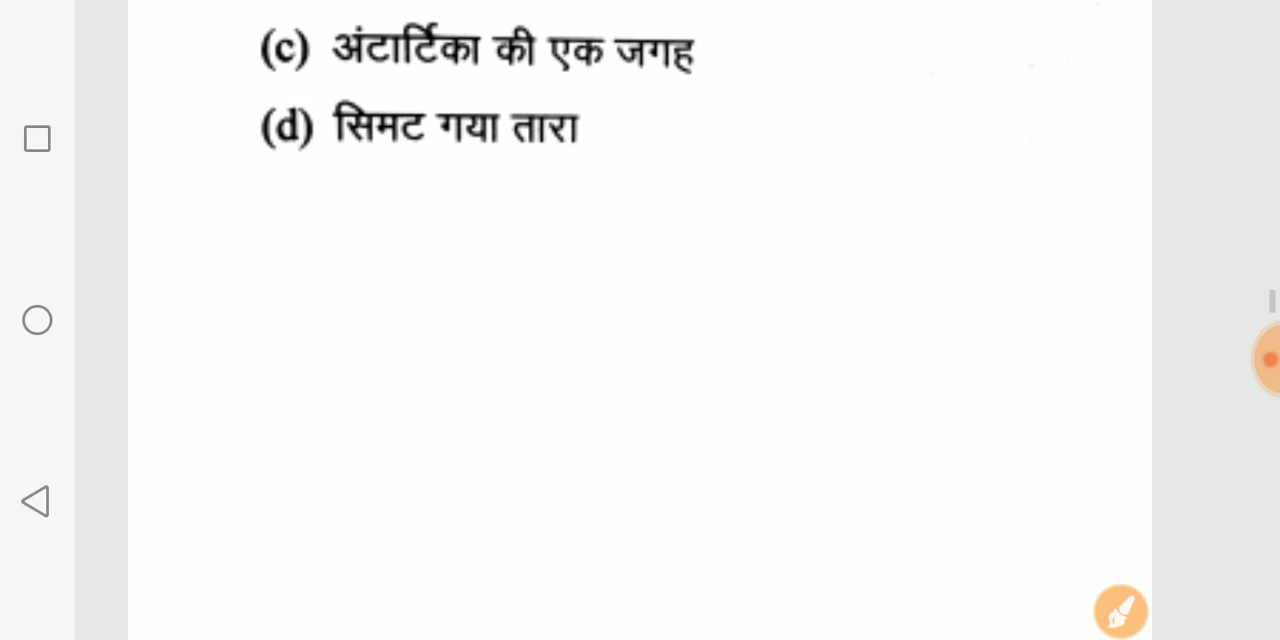 (c) अंटार्टिका की एक जगह
(d) सिमट गया तारा